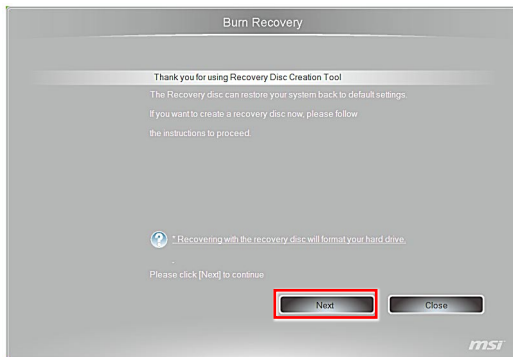 Burn Recovery
Thank you for using Recovery Disc Creation Tool
The Recovery disc can restore your system back to default settings.
If you want to create a recovery disc now, please follow
the instructions to proceed.
* Recovering with the recovery disc will format your hard drive.
.
Please click [Next] to continue
Next
Close
msi